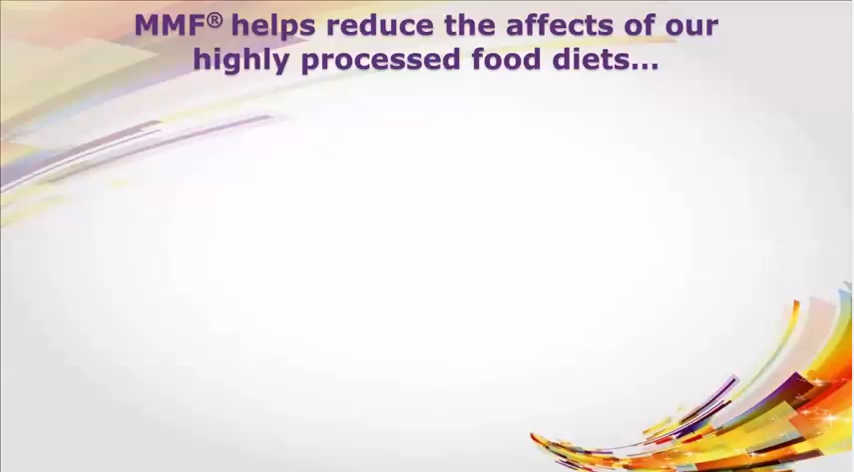 MMF® helps reduce the affects of our
highly processed food diets...